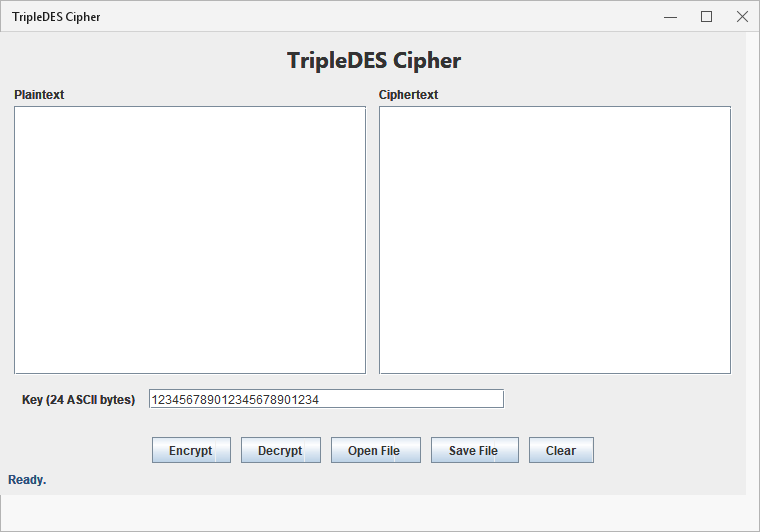 TripleDES Cipher
TripleDES Cipher
Plaintext Ciphertext
Key (24 ASCII bytes) 123456789012345678901234
Encrypt Decrypt Open File Save File Clear
Ready.